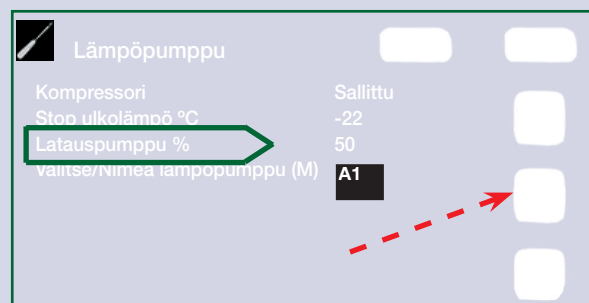 Lämpöpumppu
Kompressori Sallittu
Stop ulkolämpö °C -22
Latauspumppu % 50
Valitse/Nimeä lämpöpumppu (M) A1